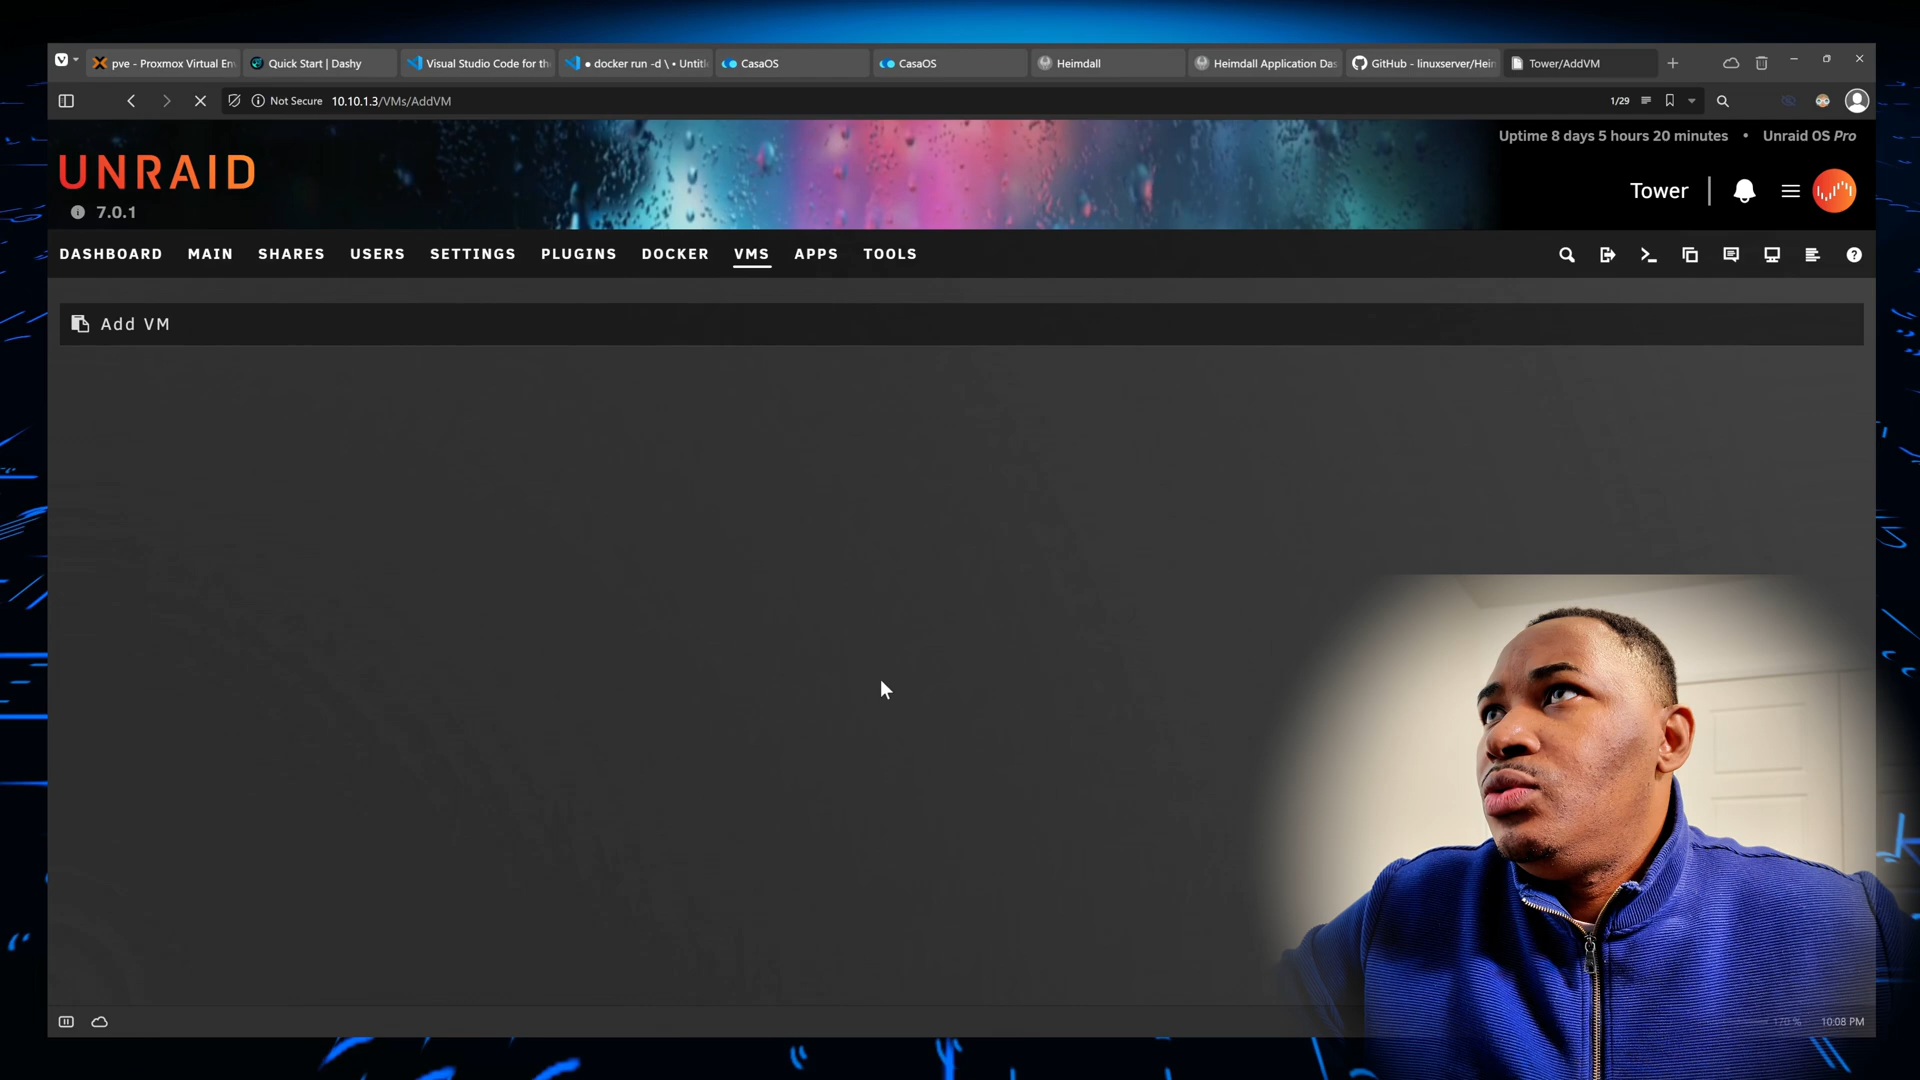 pve - Proxmox Virtual En
Quick Start | Dashy
Visual Studio Code for th
● docker run -d \ • Untitl
CasaOS
CasaOS
Heimdall
Heimdall Application Das
GitHub - linuxserver/Hein
Tower/AddVM
Not Secure 10.10.1.3/VMs/AddVM
1/29
Uptime 8 days 5 hours 20 minutes • Unraid OS Pro
UNRAID
7.0.1
Tower
DASHBOARD MAIN SHARES USERS SETTINGS PLUGINS DOCKER VMS APPS TOOLS
Add VM
170 %
10:08 PM